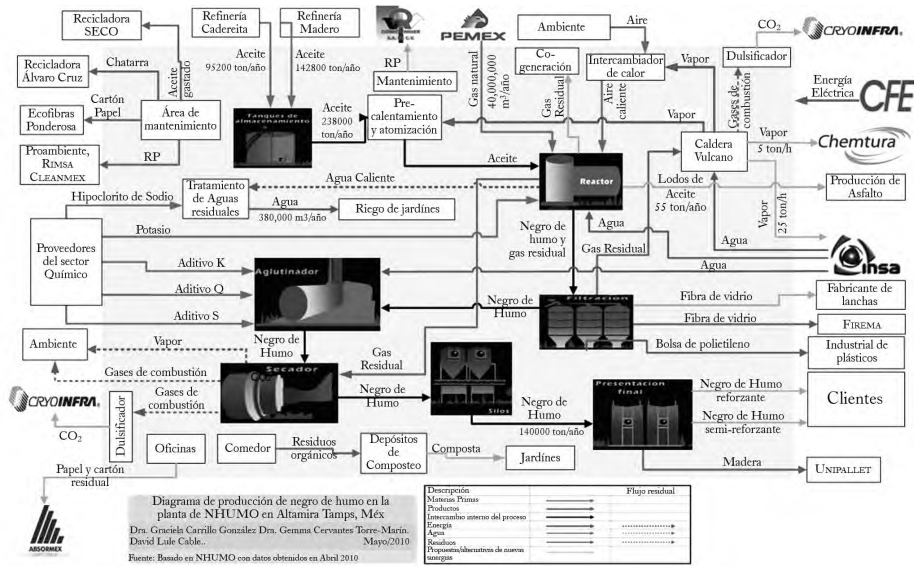 Recicladora
SECO
Refinería
Cadereita
Refinería
Madero
PEMEX
Ambiente
Aire
CO₂
CRYOINFRA
Recicladora
Álvaro Cruz
Chatarra
Aceite
gastado
Aceite
95200 ton/año
Aceite
142800 ton/año
RP
Mantenimiento
Gas natural
40,000,000
m³/año
Co-
generación
Gas
Residual
Intercambiador
de calor
Aire
caliente
Vapor
Dulsificador
Gases de
combustión
Energía
Eléctrica
CFE
Ecofibras
Ponderosa
Cartón
Papel
Área de
mantenimiento
Tanques de
almacenamiento
Aceite
238000
ton/año
Pre-
calentamiento
y atomización
Vapor
Caldera
Vulcano
Vapor
5 ton/h
Chemtura
Proambiente,
RIMSA
CLEANMEX
RP
Aceite
Reactor
Lodos de
Aceite
55 ton/año
Producción de
Asfalto
Hipoclorito de Sodio
Tratamiento
de Aguas
residuales
Agua Caliente
Agua
380,000 m3/año
Riego de jardínes
Vapor
25 ton/h
Proveedores
del sector
Químico
Potasio
Negro de
humo y
gas residual
Gas Residual
Agua
Agua
Agua
insa
Aditivo K
Aditivo Q
Aditivo S
Aglutinador
Negro de
Humo
Filtracion
Fibra de vidrio
Fabricante de
lanchas
Fibra de vidrio
FIREMA
Bolsa de polietileno
Industrial de
plásticos
Ambiente
Vapor
Gases de combustión
Negro de
Humo
Secador
Gas
Residual
Negro de
Humo
Silos
Negro de
Humo
140000 ton/año
Presentacion
final
Negro de Humo
reforzante
Negro de Humo
semi-reforzante
Clientes
CRYOINFRA
CO₂
Dulsificador
Gases de
combustión
Oficinas
Comedor
Residuos
orgánicos
Depósitos
de Composteo
Composta
Jardínes
Madera
UNIPALLET
Papel y cartón
residual
ABSORMEX
Diagrama de producción de negro de humo en la
planta de NHUMO en Altamira Tamps, Méx
Dra. Graciela Carrillo González Dra. Gemma Cervantes Torre-Marín.
David Lule Cable.. Mayo/2010
Fuente: Basado en NHUMO con datos obtenidos en Abril 2010
Descripción Flujo residual
Materias Primas
Productos
Intercambio interno del proceso
Energía
Agua
Residuos
Propuestas/alternativas de nuevas
sinergias